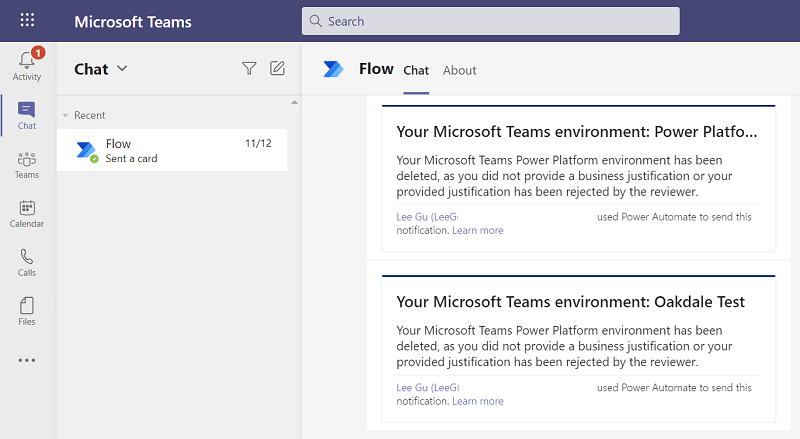 Microsoft Teams
Search
1
Activity
Chat
Teams
Calendar
Calls
Files
Chat
Recent
Flow 11/12
Sent a card
Flow Chat About
Your Microsoft Teams environment: Power Platfo...
Your Microsoft Teams Power Platform environment has been
deleted, as you did not provide a business justification or your
provided justification has been rejected by the reviewer.
Lee Gu (LeeG used Power Automate to send this
notification. Learn more
Your Microsoft Teams environment: Oakdale Test
Your Microsoft Teams Power Platform environment has been
deleted, as you did not provide a business justification or your
provided justification has been rejected by the reviewer.
Lee Gu (LeeG used Power Automate to send this
notification. Learn more